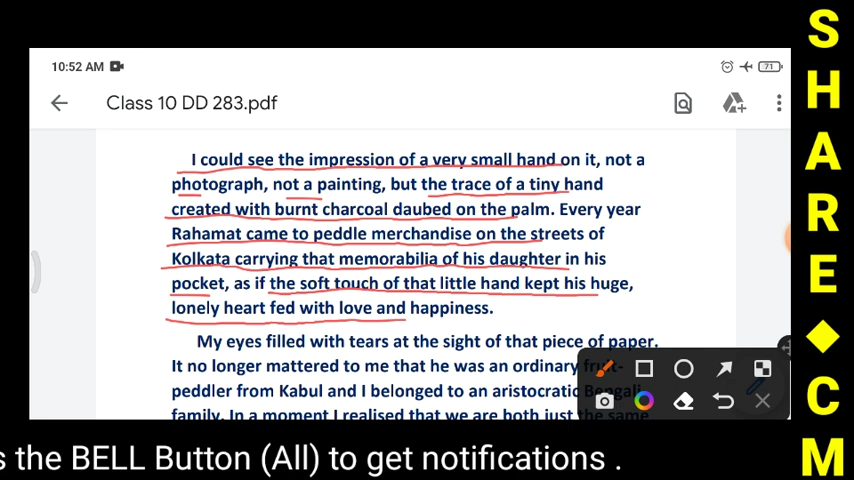 10:52 AM
71
Class 10 DD 283.pdf
I could see the impression of a very small hand on it, not a
photograph, not a painting, but the trace of a tiny hand
created with burnt charcoal daubed on the palm. Every year
Rahamat came to peddle merchandise on the streets of
Kolkata carrying that memorabilia of his daughter in his
pocket, as if the soft touch of that little hand kept his huge,
lonely heart fed with love and happiness.
My eyes filled with tears at the sight of that piece of paper.
It no longer mattered to me that he was an ordinary fruit-
peddler from Kabul and I belonged to an aristocratic Bengali
family. In a moment I realised that we are both just the same
s the BELL Button (All) to get notifications .
S
H
A
R
E
◆
C
M